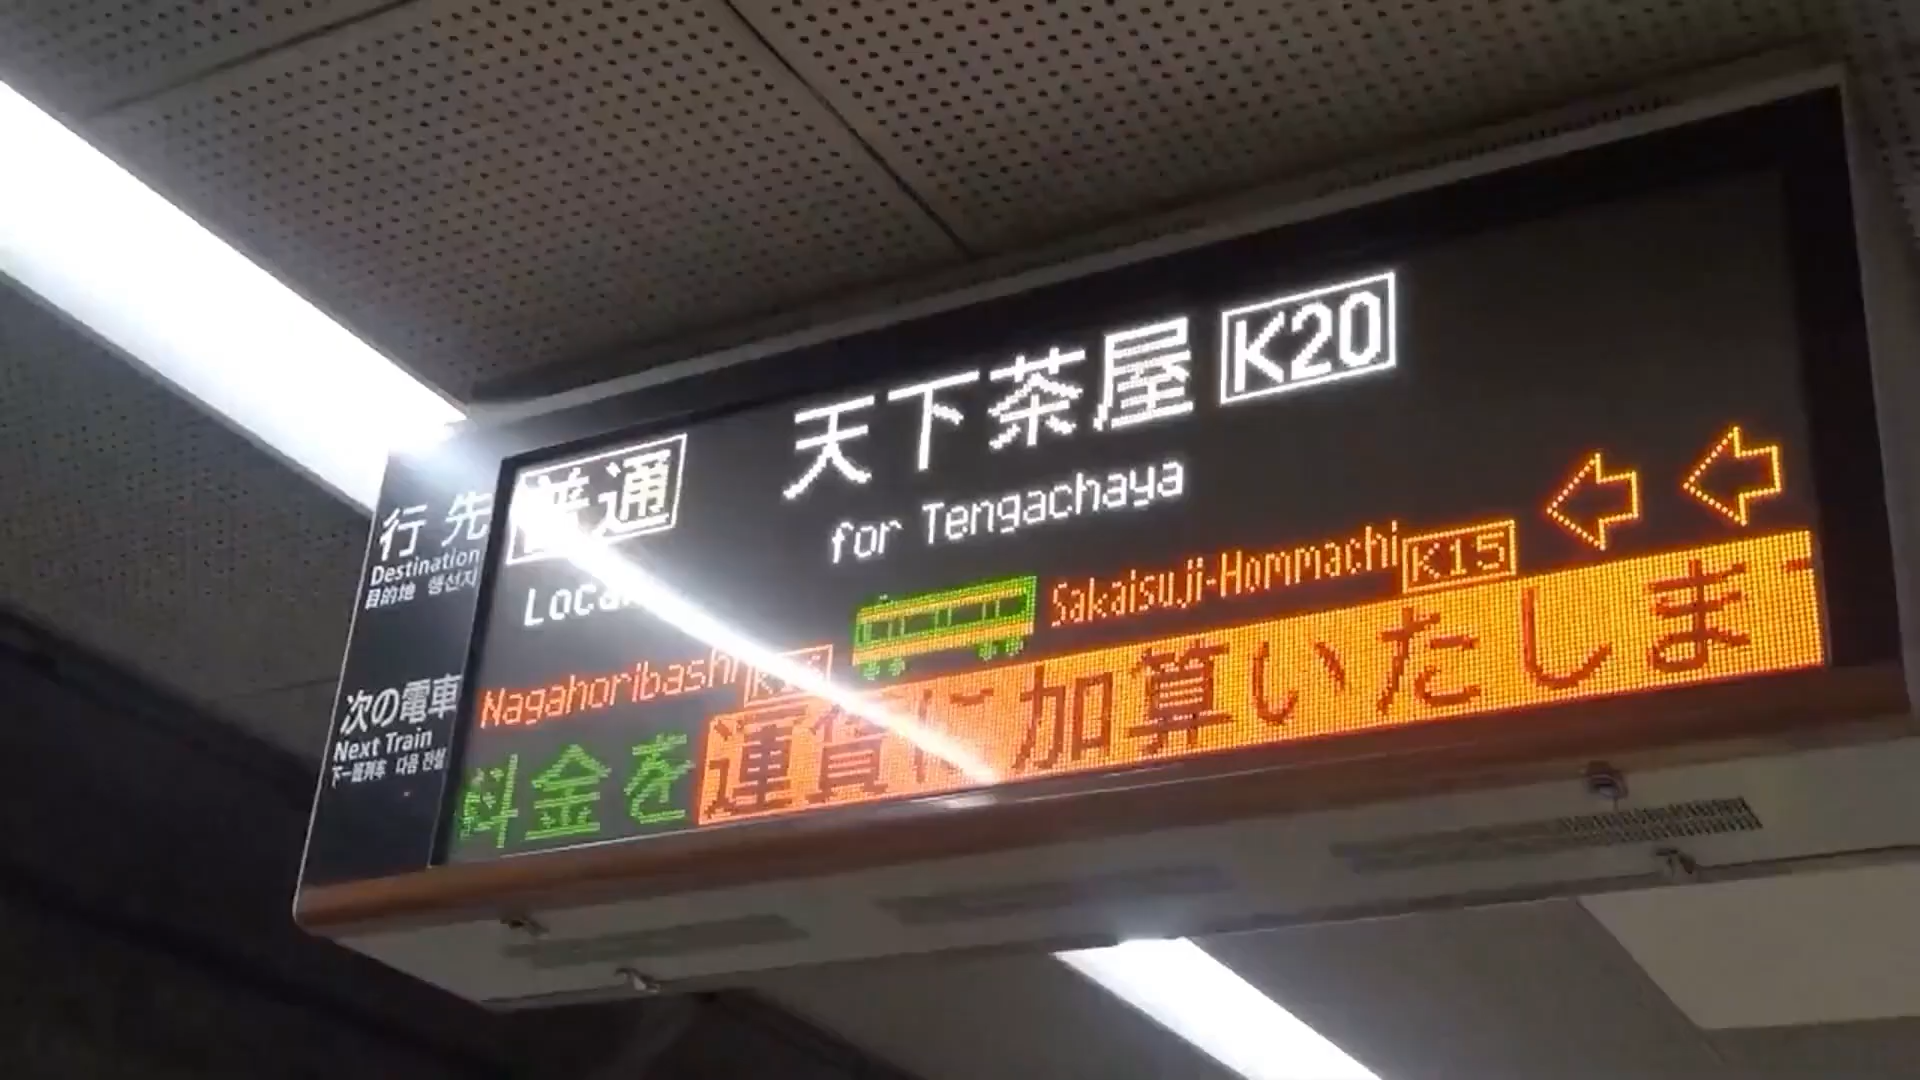 行先
Destination
目的地 행선지
普通
天下茶屋 K20
Local
for Tengachaya
次の電車
Next Train
下一班列车 다음 전철
Nagahoribashi
Sakaisuji-Hommachi K15
料金を運賃に加算いたしま